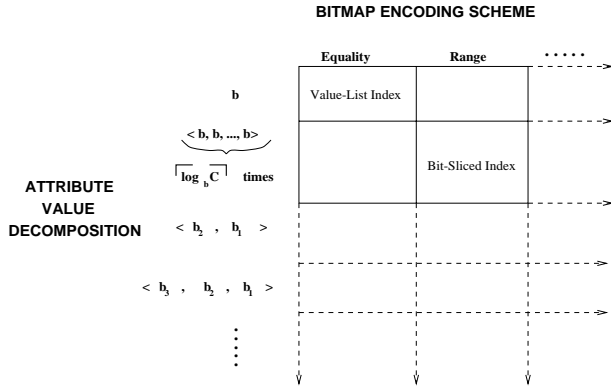 BITMAP ENCODING SCHEME
Equality Range .....
b
Value-List Index
< b, b, ..., b>
⌈log_b C⌉ times
Bit-Sliced Index
ATTRIBUTE
VALUE
DECOMPOSITION
< b₂ , b₁ >
< b₃ , b₂ , b₁ >